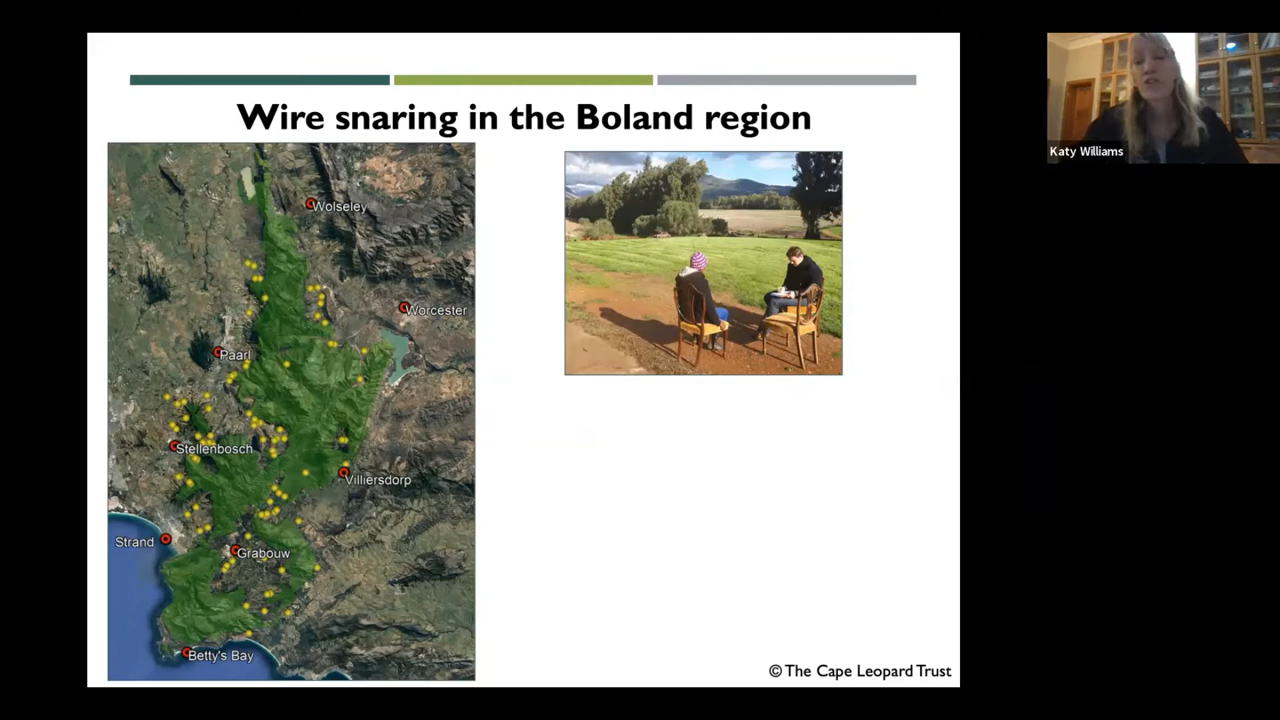 Wire snaring in the Boland region
Wolseley
Worcester
Paarl
Stellenbosch
Villiersdorp
Strand
Grabouw
Betty's Bay
© The Cape Leopard Trust
Katy Williams